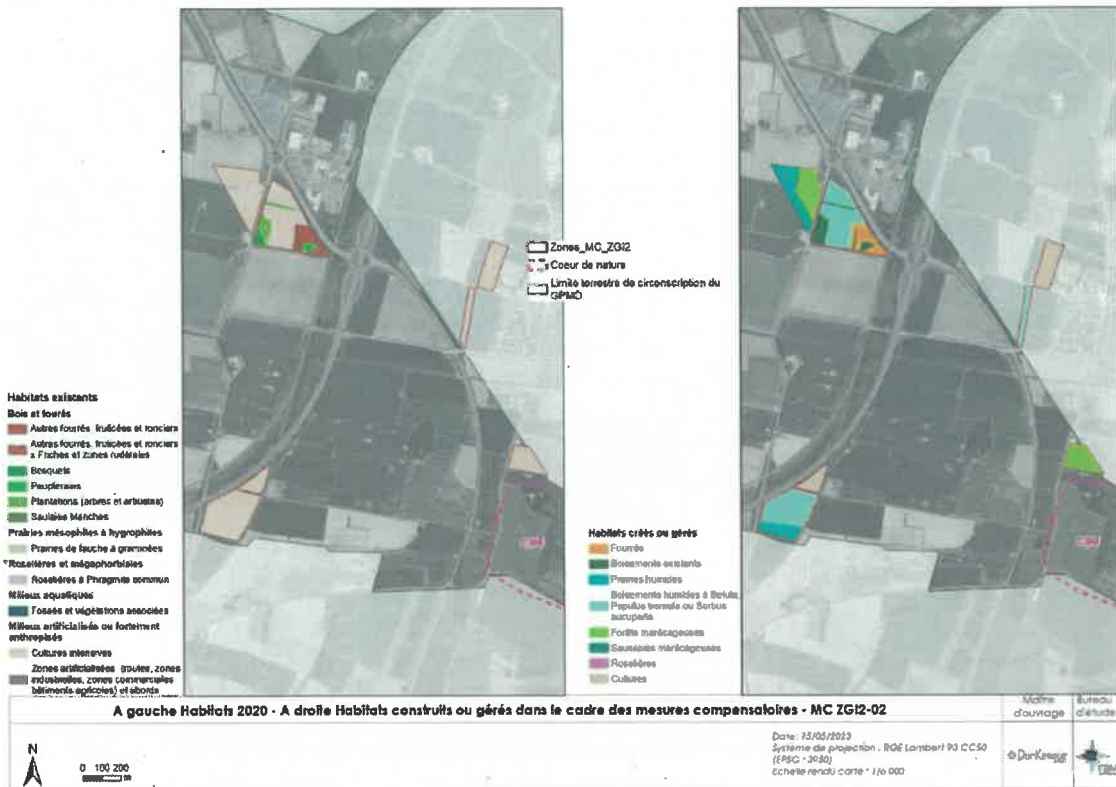 Zones_MC_ZGI2
Coeur de nature
Limite terrestre de circonscription du
GPMD
Habitats existants
Bois et fourrés
Autres fourrés, fruticées et ronciers
Autres fourrés, fruticées et ronciers
x Friches et zones rudérales
Bosquets
Peupleraies
Plantations (arbres et arbustes)
Saulaies blanches
Prairies mésophiles à hygrophiles
Prairies de fauche à graminées
Roselières et mégaphorbiaies
Roselières à Phragmite commun
Milieux aquatiques
Fossés et végétations associées
Milieux artificialisés ou fortement
anthropisés
Cultures intensives
Zones artificialisées (routes, zones
industrielles, zones commerciales
bâtiments agricoles) et abords
Habitats créés ou gérés
Fourrés
Boisements existants
Prairies humides
Boisements humides à Betula,
Populus tremula ou Sorbus
aucuparia
Forêts marécageuses
Saussaies marécageuses
Roselières
Cultures
A gauche Habitats 2020 - A droite Habitats construits ou gérés dans le cadre des mesures compensatoires - MC ZGI2-02
Maître
d'ouvrage
Bureau
d'étude
N
0 100 200
m
Date : 15/05/2023
Système de projection : RGE Lambert 93 CC50
(EPSG : 3950)
Echelle rendu carte : 1/6 000